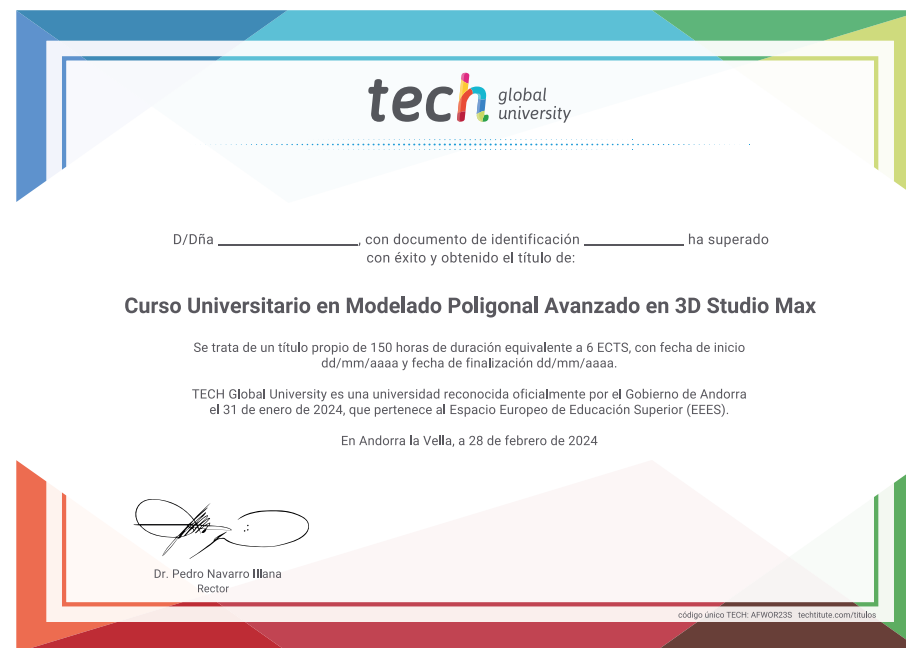 tech global university
D/Dña ______________, con documento de identificación __________ ha superado
con éxito y obtenido el título de:
Curso Universitario en Modelado Poligonal Avanzado en 3D Studio Max
Se trata de un título propio de 150 horas de duración equivalente a 6 ECTS, con fecha de inicio
dd/mm/aaaa y fecha de finalización dd/mm/aaaa.
TECH Global University es una universidad reconocida oficialmente por el Gobierno de Andorra
el 31 de enero de 2024, que pertenece al Espacio Europeo de Educación Superior (EEES).
En Andorra la Vella, a 28 de febrero de 2024
Dr. Pedro Navarro Illana
Rector
código único TECH: AFWOR23S techtitute.com/titulos